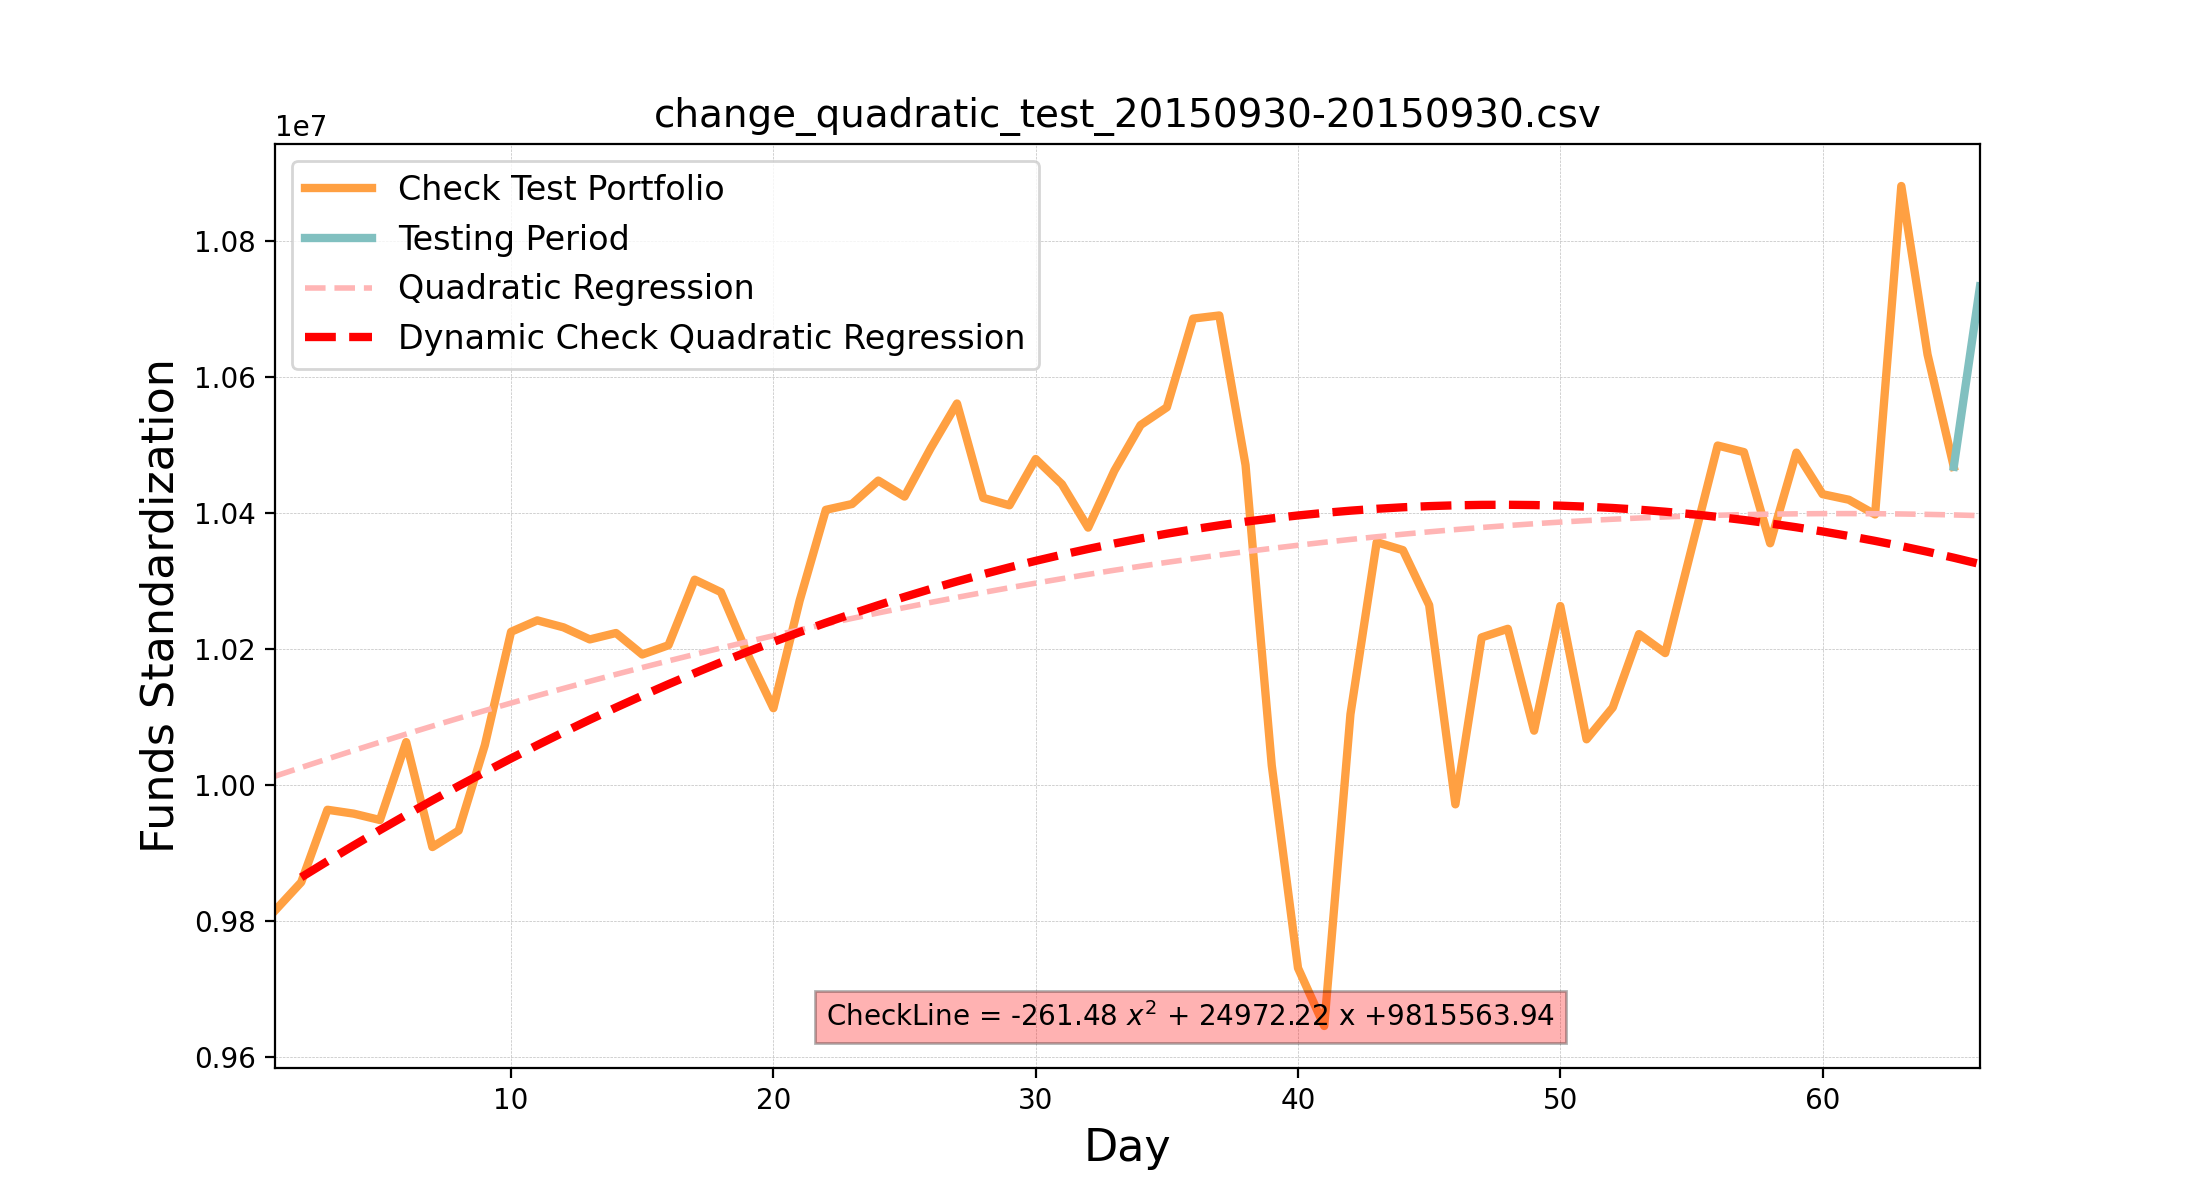 change_quadratic_test_20150930-20150930.csv
1e7
Check Test Portfolio
Testing Period
Quadratic Regression
Dynamic Check Quadratic Regression
1.08
1.06
1.04
1.02
1.00
0.98
0.96
Funds Standardization
CheckLine = -261.48 x² + 24972.22 x +9815563.94
10 20 30 40 50 60
Day